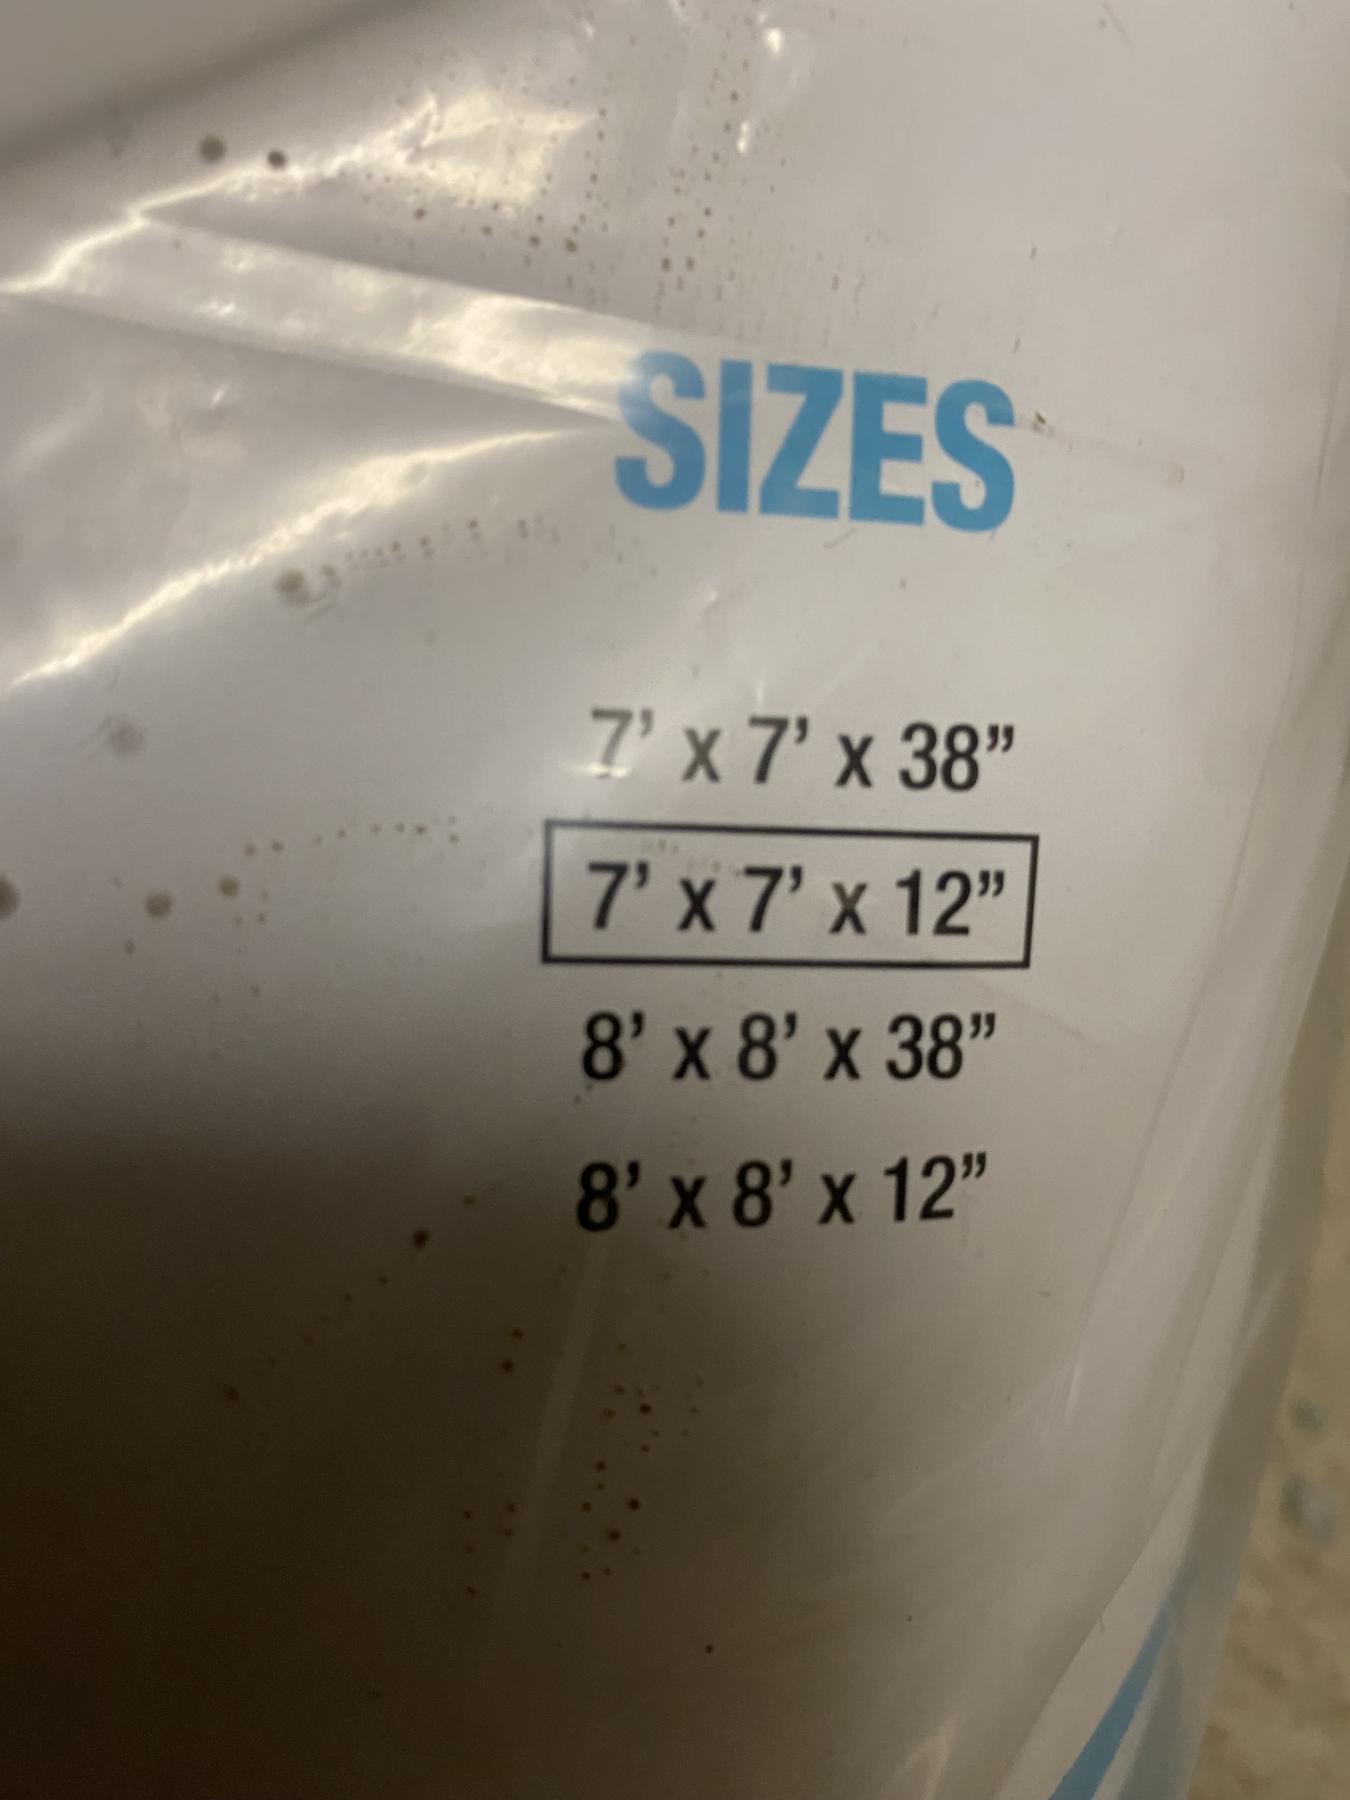 SIZES
7’ x 7’ x 38”
7’ x 7’ x 12”
8’ x 8’ x 38”
8’ x 8’ x 12”